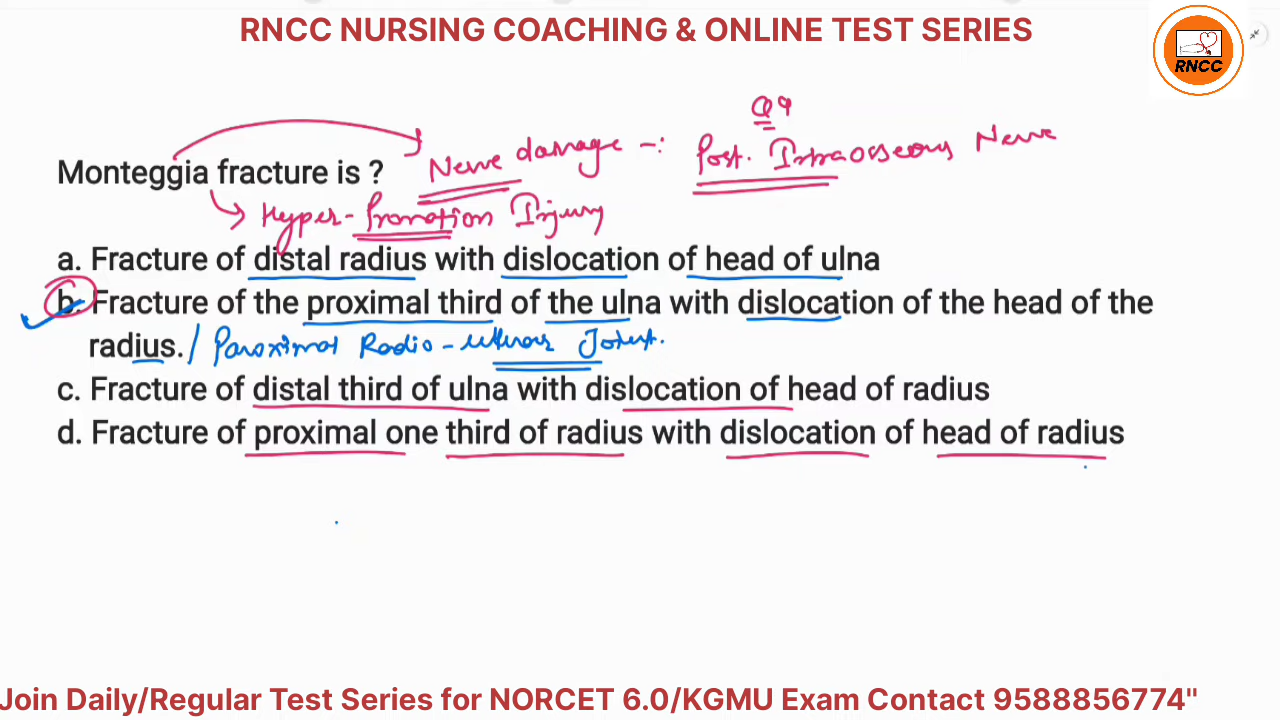 RNCC NURSING COACHING & ONLINE TEST SERIES
RNCC
Q9
Monteggia fracture is ? Nerve damage -: Post. Intraosseous Nerve
Hyper-Pronation Injury
a. Fracture of distal radius with dislocation of head of ulna
b. Fracture of the proximal third of the ulna with dislocation of the head of the
radius. / Paroximal Radio-
c. Fracture of distal third of ulna with dislocation of head of radius
d. Fracture of proximal one third of radius with dislocation of head of radius
Join Daily/Regular Test Series for NORCET 6.0/KGMU Exam Contact 9588856774"